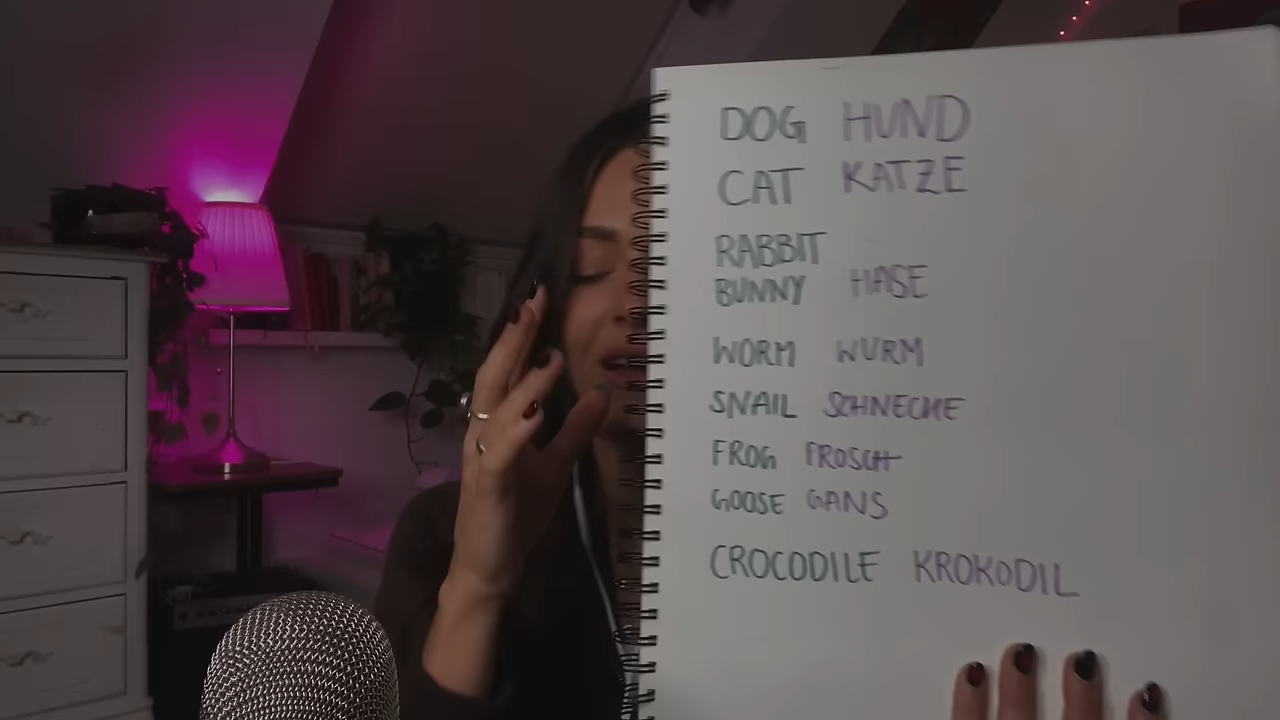 DOG HUND
CAT KATZE
RABBIT
BUNNY HASE
WORM WURM
SNAIL SCHNECKE
FROG FROSCH
GOOSE GANS
CROCODILE KROKODIL